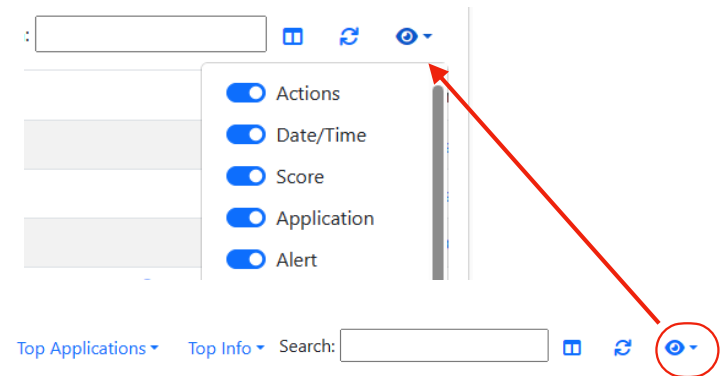 :
Actions
Date/Time
Score
Application
Alert
Top Applications Top Info Search: